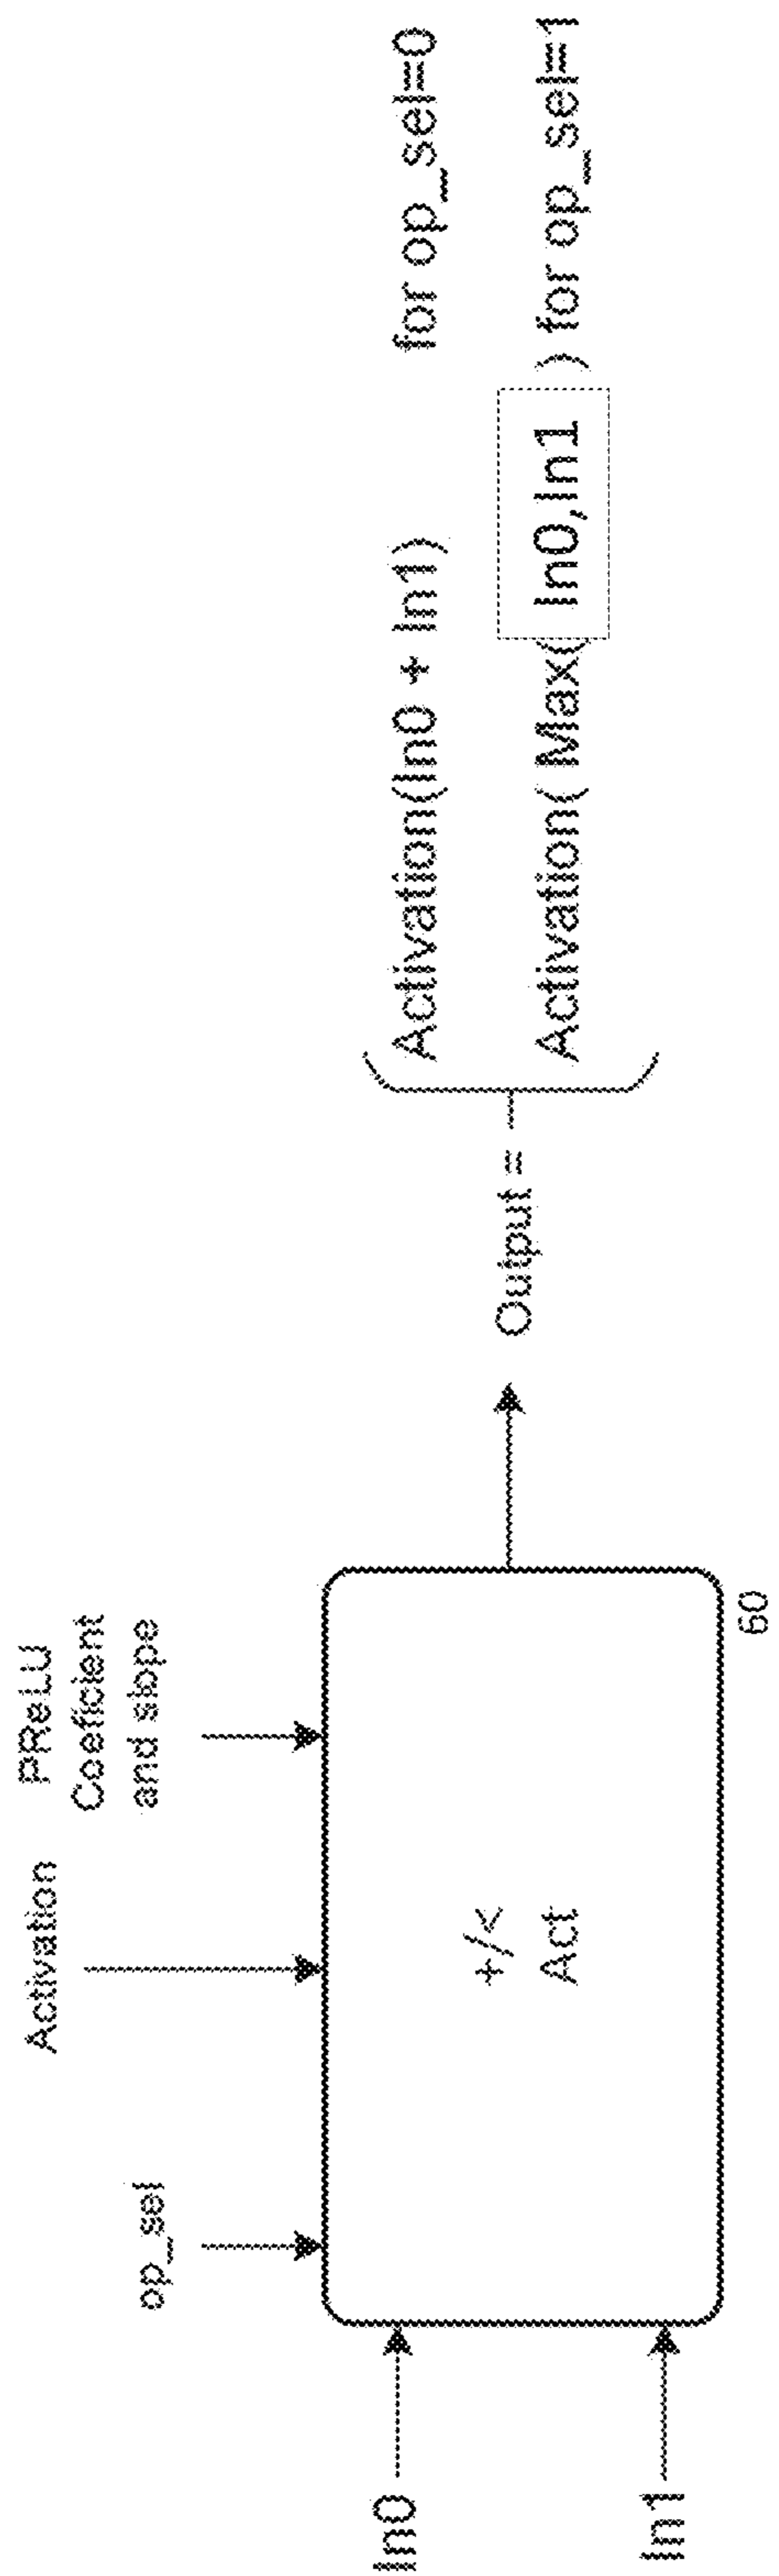 op_sel
Activation
PReLU
Coeficient
and slope
In0
In1
+/<
Act
60
Output =
Activation(In0 + In1)
for op_sel=0
Activation( Max( In0,In1 ) for op_sel=1